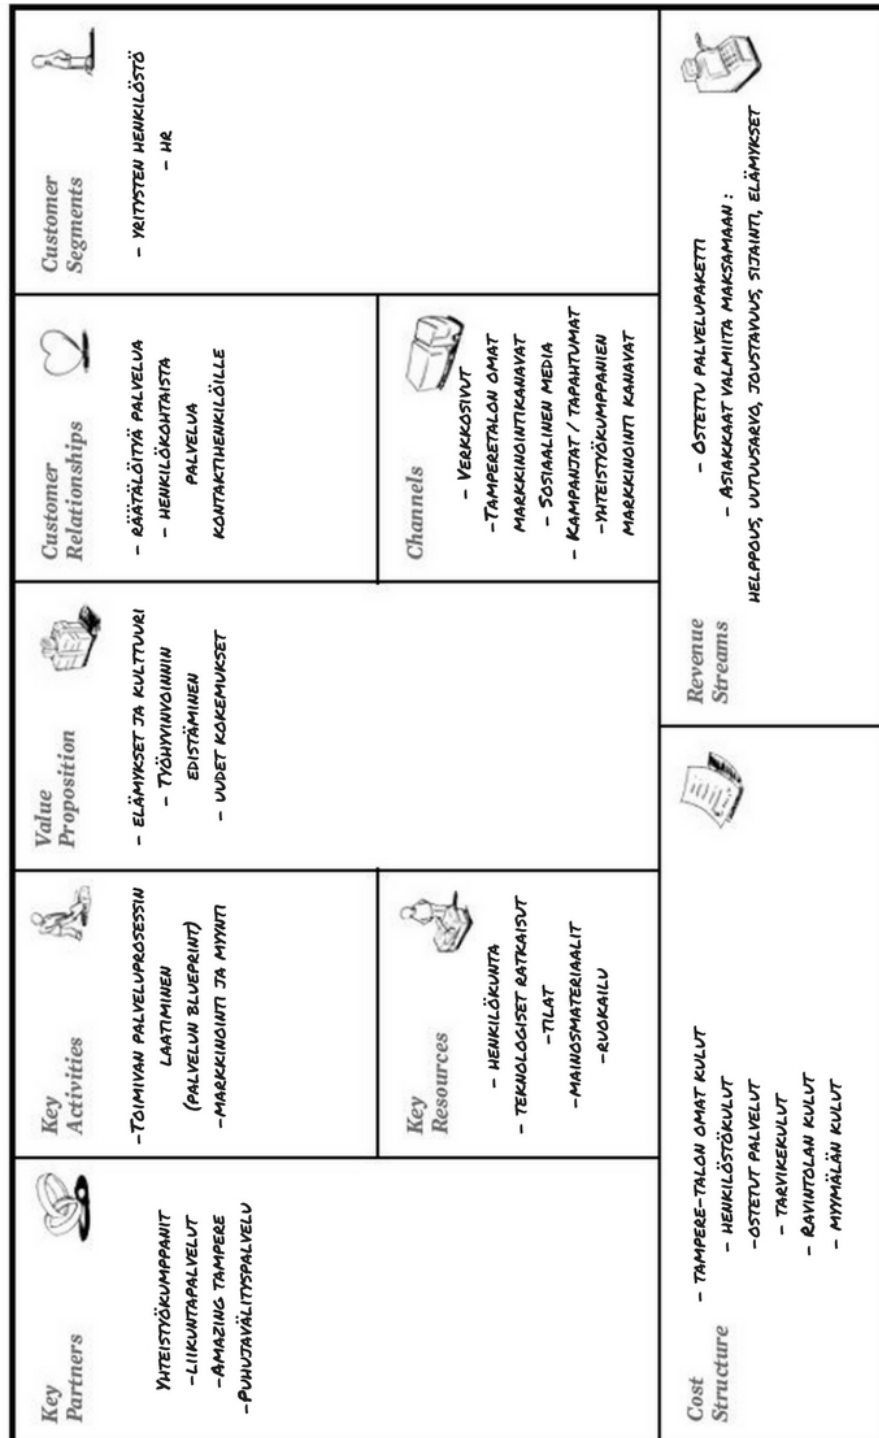 Key
Partners
YHTEISTYÖKUMPPANIT
-LIIKUNTAPALVELUT
-AMAZING TAMPERE
-PUHUJAVÄLITYSPALVELU
Key
Activities
-TOIMIVAN PALVELUPROSESSIN
LAATIMINEN
(PALVELUN BLUEPRINT)
-MARKKINOINTI JA MYYNTI
Key
Resources
- HENKILÖKUNTA
- TEKNOLOGISET RATKAISUT
-TILAT
-MAINOSMATERIAALIT
-RUOKAILU
Value
Proposition
- ELÄMYKSET JA KULTTUURI
- TYÖHYVINVOINNIN
EDISTÄMINEN
- UUDET KOKEMUKSET
Customer
Relationships
- RÄÄTÄLÖITYÄ PALVELUA
- HENKILÖKOHTAISTA
PALVELUA
KONTAKTIHENKILÖILLE
Channels
- VERKKOSIVUT
-TAMPERETALON OMAT
MARKKINOINTIKANAVAT
- SOSIAALINEN MEDIA
- KAMPANJAT / TAPAHTUMAT
-YHTEISTYÖKUMPPANIEN
MARKKINOINTI KANAVAT
Customer
Segments
- YRITYSTEN HENKILÖSTÖ
- HR
Cost
Structure
- TAMPERE-TALON OMAT KULUT
- HENKILÖSTÖKULUT
-OSTETUT PALVELUT
- TARVIKEKULUT
- RAVINTOLAN KULUT
- MYYMÄLÄN KULUT
Revenue
Streams
- OSTETTU PALVELUPAKETTI
- ASIAKKAAT VALMIITA MAKSAMAAN :
HELPPOUS, UUTUUSARVO, JOUSTAVUUS, SIJAINTI, ELÄMYKSET